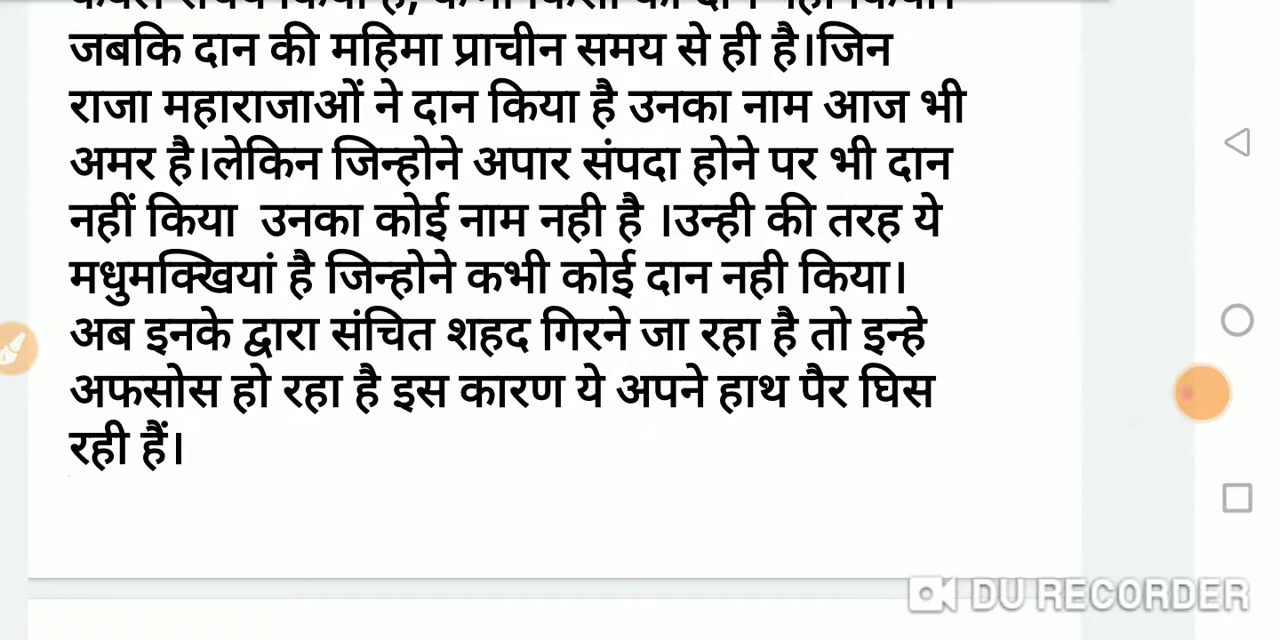 जबकि दान की महिमा प्राचीन समय से ही है।जिन
राजा महाराजाओं ने दान किया है उनका नाम आज भी
अमर है।लेकिन जिन्होने अपार संपदा होने पर भी दान
नहीं किया  उनका कोई नाम नही है ।उन्ही की तरह ये
मधुमक्खियां है जिन्होने कभी कोई दान नही किया।
अब इनके द्वारा संचित शहद गिरने जा रहा है तो इन्हे
अफसोस हो रहा है इस कारण ये अपने हाथ पैर घिस
रही हैं।
DU RECORDER